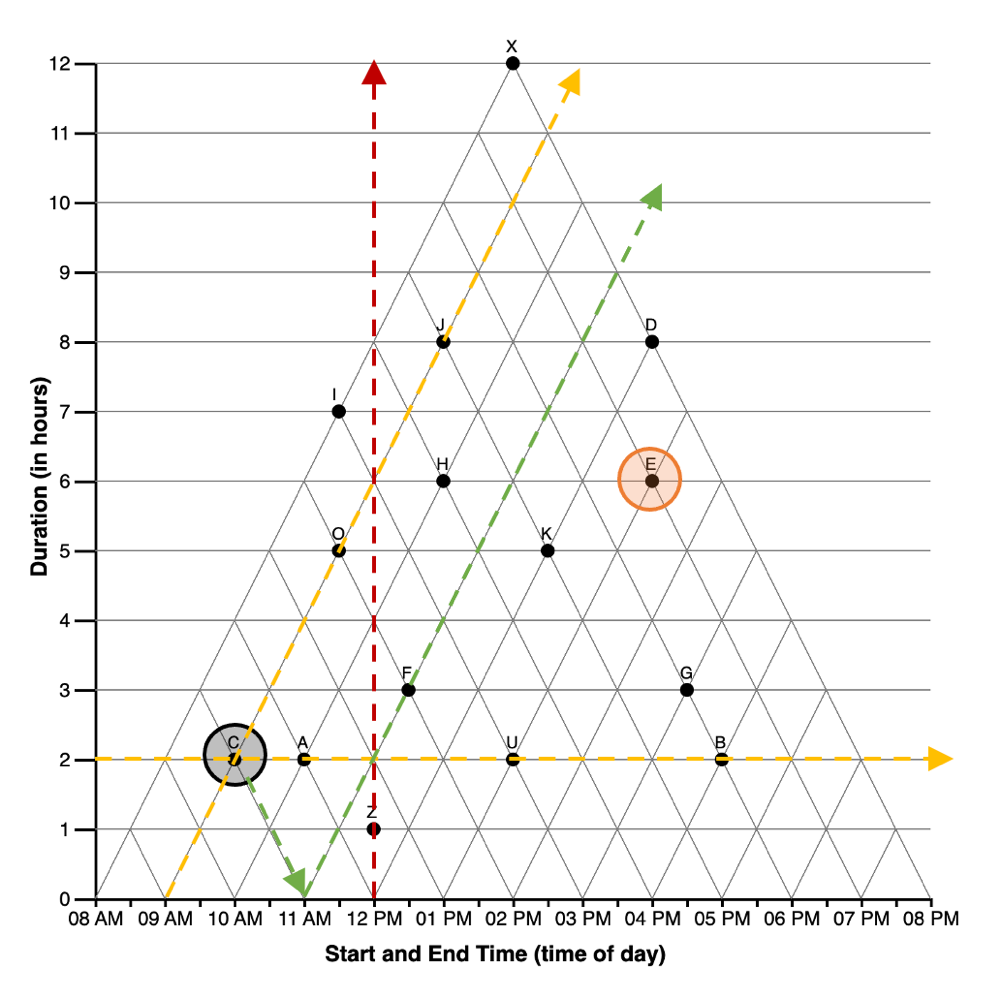 X
12
11
10
9
J
D
8
I
7
H
E
6
O
K
5
4
F
G
3
C
A
U
B
2
Z
1
0
08 AM 09 AM 10 AM 11 AM 12 PM 01 PM 02 PM 03 PM 04 PM 05 PM 06 PM 07 PM 08 PM
Start and End Time (time of day)
Duration (in hours)